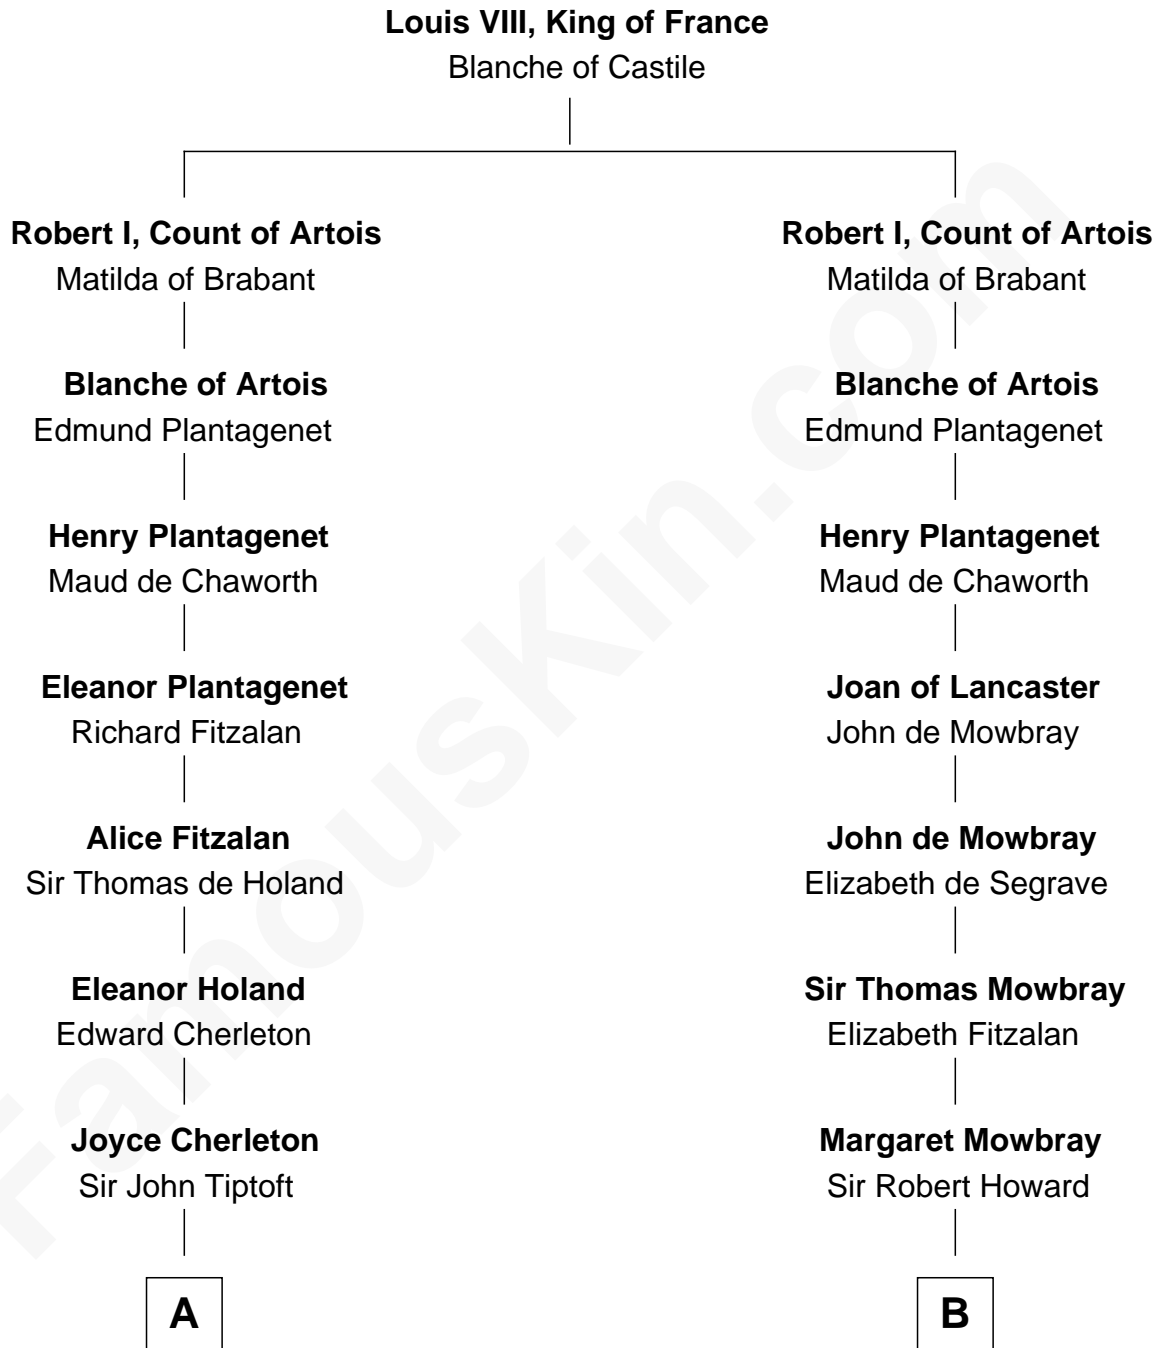 Louis VIII, King of France
Blanche of Castile
Robert I, Count of Artois
Matilda of Brabant
Blanche of Artois
Edmund Plantagenet
Henry Plantagenet
Maud de Chaworth
Eleanor Plantagenet
Richard Fitzalan
Alice Fitzalan
Sir Thomas de Holand
Eleanor Holand
Edward Cherleton
Joyce Cherleton
Sir John Tiptoft
A
Robert I, Count of Artois
Matilda of Brabant
Blanche of Artois
Edmund Plantagenet
Henry Plantagenet
Maud de Chaworth
Joan of Lancaster
John de Mowbray
John de Mowbray
Elizabeth de Segrave
Sir Thomas Mowbray
Elizabeth Fitzalan
Margaret Mowbray
Sir Robert Howard
B
FamousKin.com